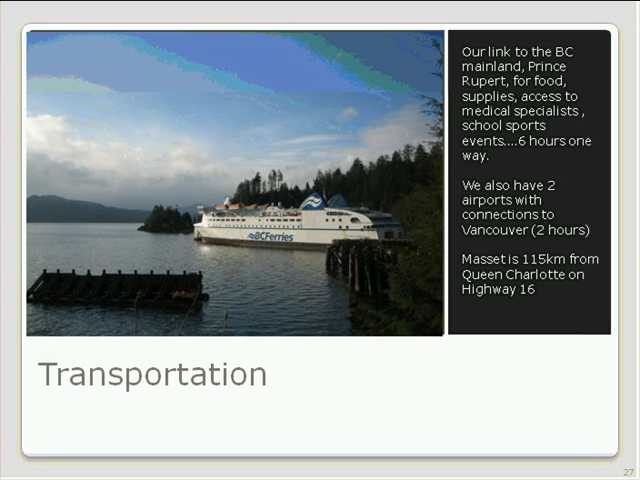 Our link to the BC
mainland, Prince
Rupert, for food,
supplies, access to
medical specialists ,
school sports
events....6 hours one
way.
We also have 2
airports with
connections to
Vancouver (2 hours)
Masset is 115km from
Queen Charlotte on
Highway 16
BCFerries
Transportation
27